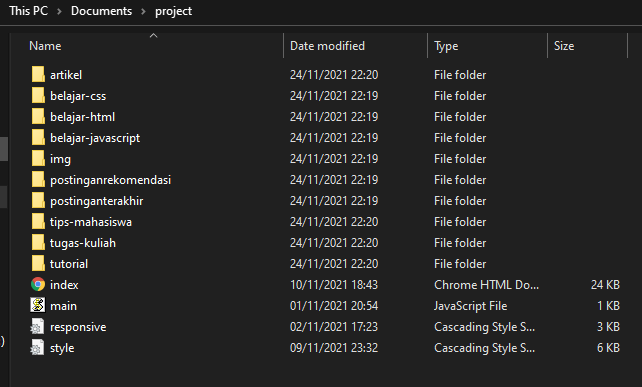 This PC > Documents > project
Name Date modified Type Size
artikel 24/11/2021 22:20 File folder
belajar-css 24/11/2021 22:19 File folder
belajar-html 24/11/2021 22:19 File folder
belajar-javascript 24/11/2021 22:19 File folder
img 24/11/2021 22:19 File folder
postinganrekomendasi 24/11/2021 22:19 File folder
postinganterakhir 24/11/2021 22:19 File folder
tips-mahasiswa 24/11/2021 22:20 File folder
tugas-kuliah 24/11/2021 22:20 File folder
tutorial 24/11/2021 22:20 File folder
index 10/11/2021 18:43 Chrome HTML Do... 24 KB
main 01/11/2021 20:54 JavaScript File 1 KB
responsive 02/11/2021 17:23 Cascading Style S... 3 KB
)
style 09/11/2021 23:32 Cascading Style S... 6 KB